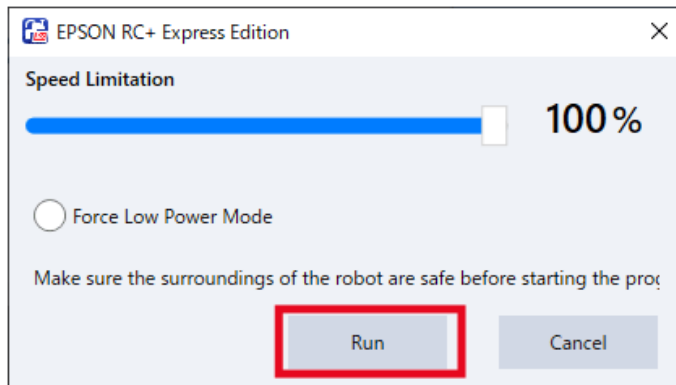 EPSON RC+ Express Edition
Speed Limitation
100 %
Force Low Power Mode
Make sure the surroundings of the robot are safe before starting the
Run Cancel